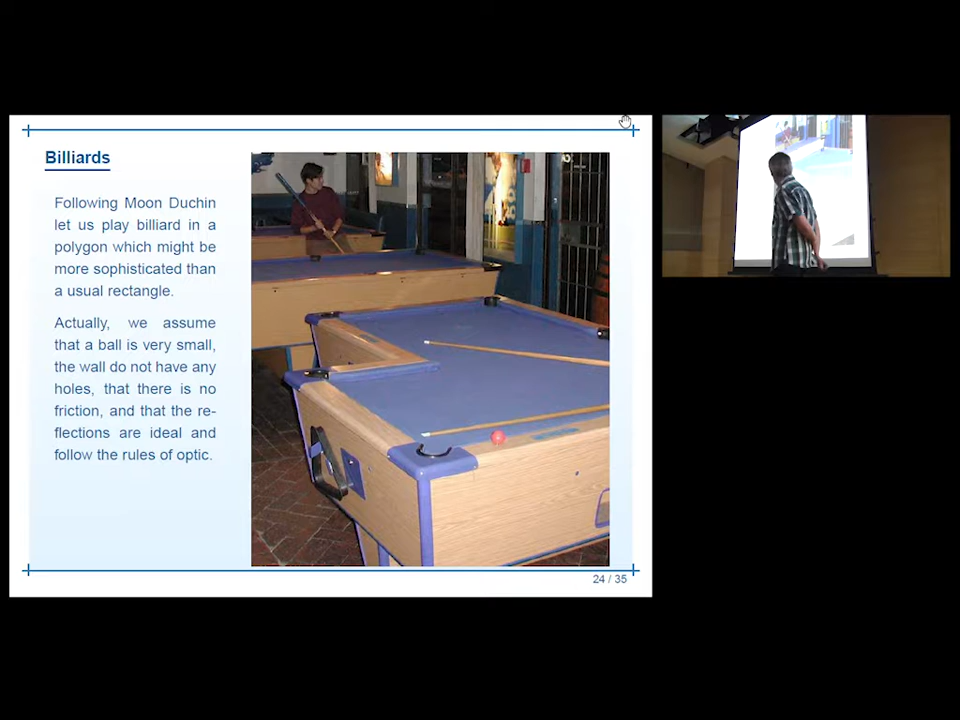 Billiards
Following Moon Duchin
let us play billiard in a
polygon which might be
more sophisticated than
a usual rectangle.
Actually, we assume
that a ball is very small,
the wall do not have any
holes, that there is no
friction, and that the re-
flections are ideal and
follow the rules of optic.
24 / 35